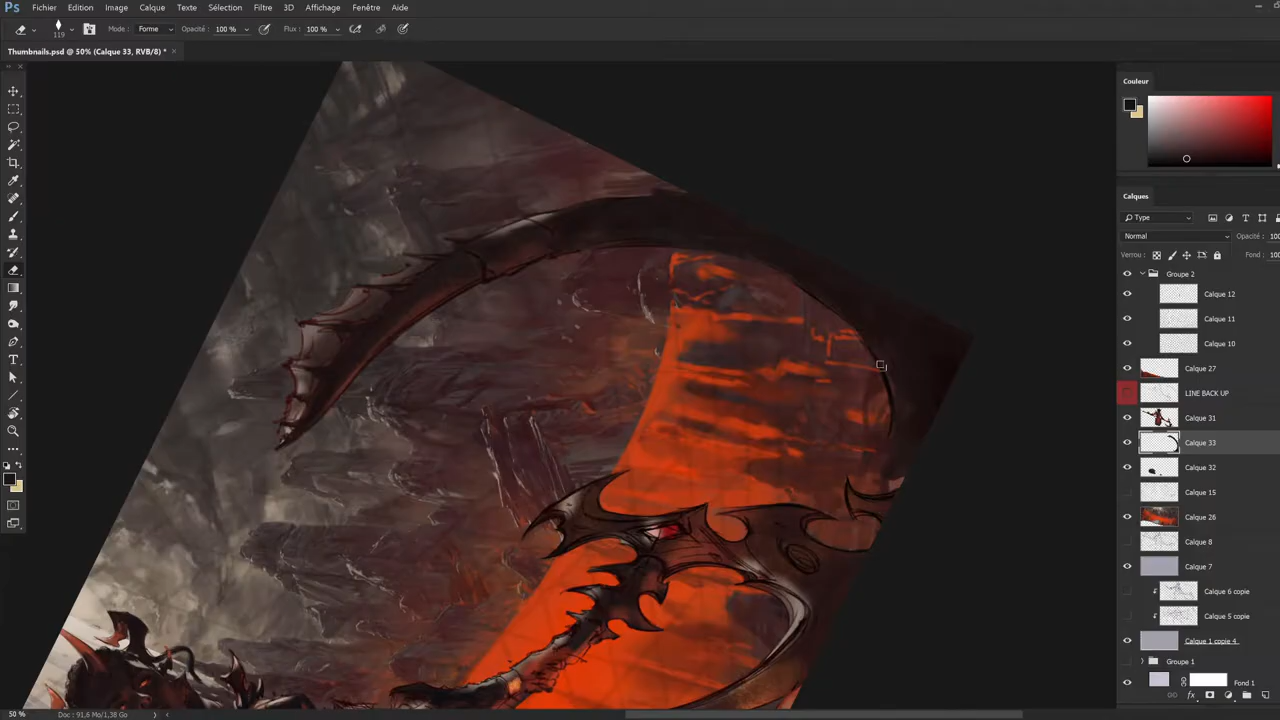 Ps Fichier Edition Image Calque Texte Sélection Filtre 3D Affichage Fenêtre Aide
119 Mode : Forme Opacité : 100 % Flux : 100 %
Thumbnails.psd @ 50% (Calque 33, RVB/8) * ×
Couleur
Calques
Type
Normal Opacité : 100
Verrou : Fond : 100
Groupe 2
Calque 12
Calque 11
Calque 10
Calque 27
LINE BACK UP
Calque 31
Calque 33
Calque 32
Calque 15
Calque 26
Calque 8
Calque 7
Calque 6 copie
Calque 5 copie
Calque 1 copie 4
Groupe 1
Fond 1
fx
50 % Doc : 91,6 Mo/1,38 Go